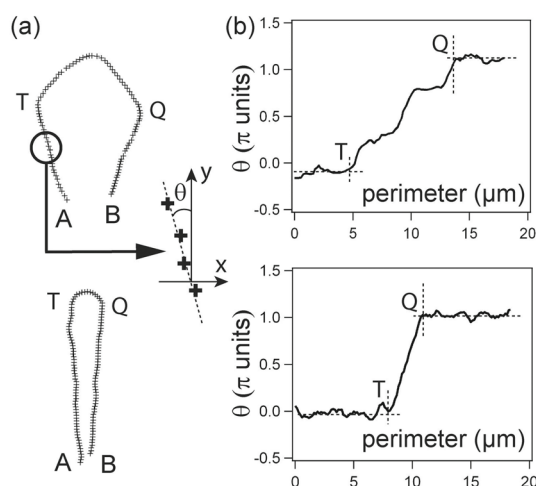 (a)
T
Q
A
B
θ
y
x
T
Q
A
B
(b)
θ (π units)
1.5
1.0
0.5
0.0
-0.5
Q
T
perimeter (μm)
0
5
10
15
20
θ (π units)
1.5
1.0
0.5
0.0
-0.5
Q
T
perimeter (μm)
0
5
10
15
20